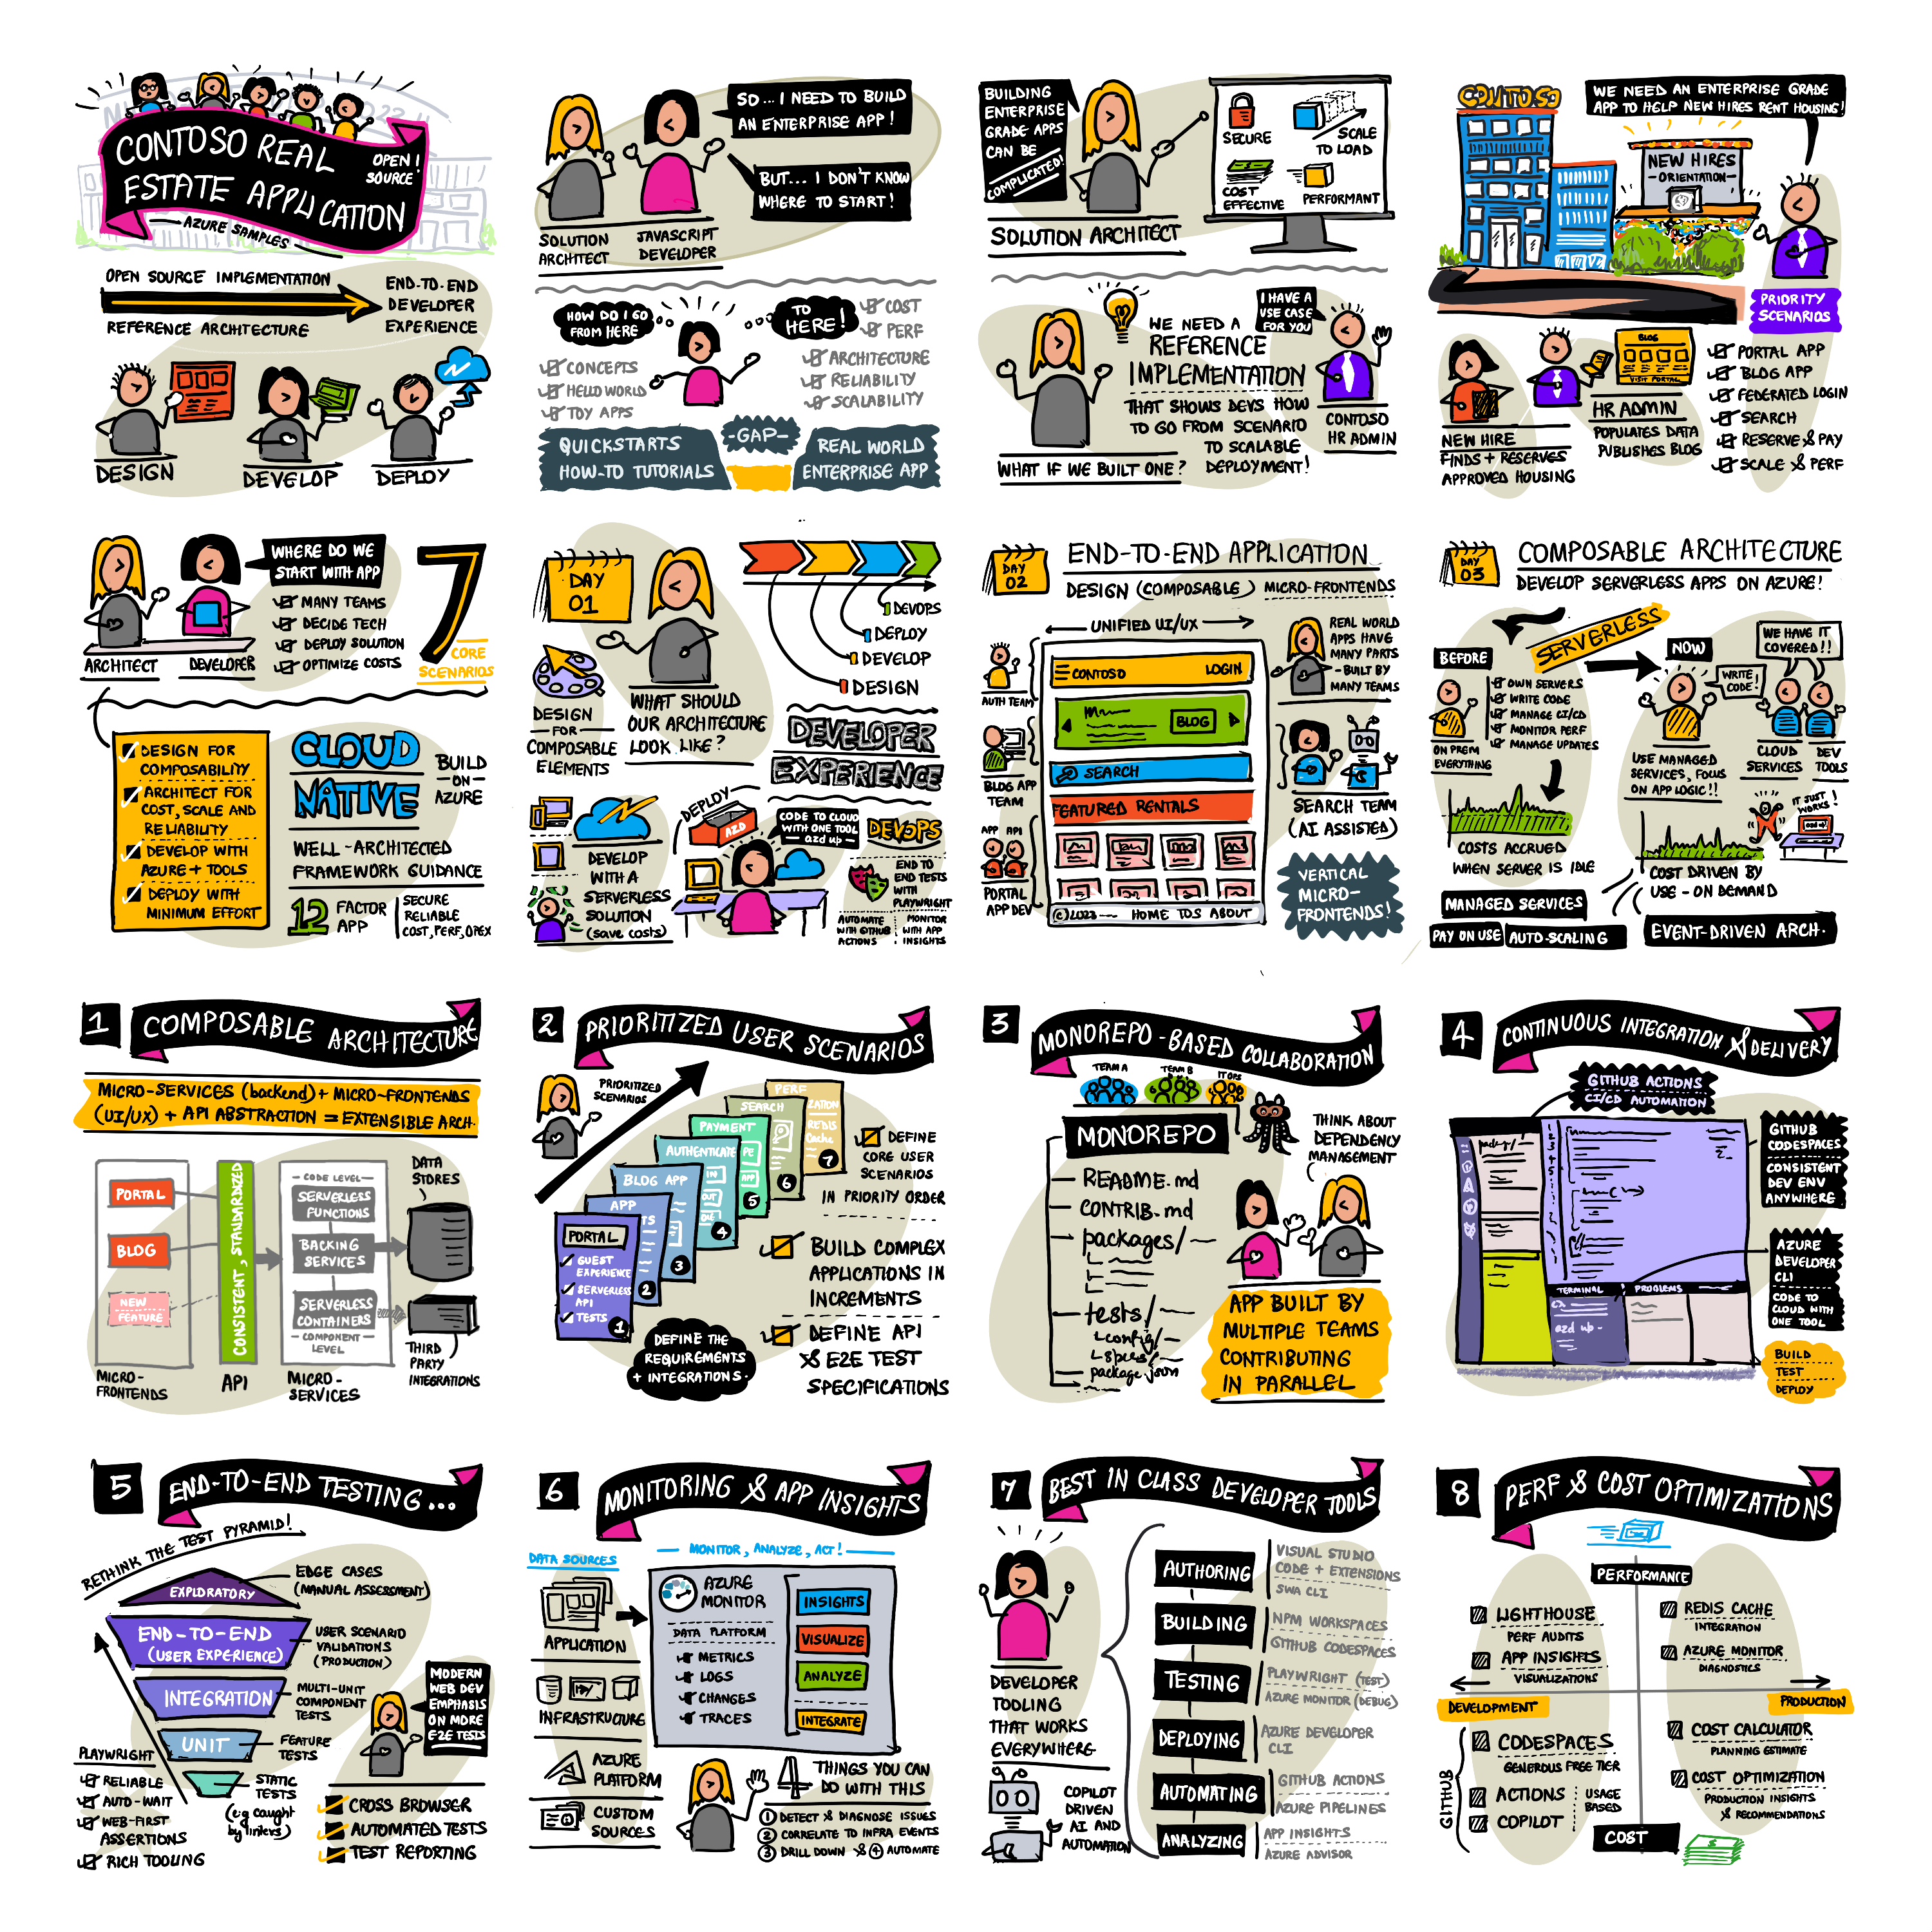 CONTOSO REAL
ESTATE APPLICATION
OPEN!
SOURCE
AZURE SAMPLES
OPEN SOURCE IMPLEMENTATION
REFERENCE ARCHITECTURE
END-TO-END
DEVELOPER
EXPERIENCE
DESIGN
DEVELOP
DEPLOY
SO... I NEED TO BUILD
AN ENTERPRISE APP!
BUT... I DON'T KNOW
WHERE TO START!
SOLUTION
ARCHITECT
JAVASCRIPT
DEVELOPER
HOW DO I GO
FROM HERE
TO
HERE!
CONCEPTS
HELLO WORLD
TOY APPS
COST
PERF
ARCHITECTURE
RELIABILITY
SCALABILITY
QUICKSTARTS
HOW-TO TUTORIALS
-GAP-
REAL WORLD
ENTERPRISE APP
BUILDING
ENTERPRISE
GRADE APPS
CAN BE
COMPLICATED!
SECURE
SCALE
TO LOAD
COST
EFFECTIVE
PERFORMANT
SOLUTION ARCHITECT
WE NEED A
REFERENCE
IMPLEMENTATION
THAT SHOWS DEVS HOW
TO GO FROM SCENARIO
TO SCALABLE
DEPLOYMENT!
I HAVE A
USE CASE
FOR YOU
CONTOSO
HR ADMIN
WHAT IF WE BUILT ONE?
CONTOSO
WE NEED AN ENTERPRISE GRADE
APP TO HELP NEW HIRES RENT HOUSING!
NEW HIRES
-ORIENTATION-
PRIORITY
SCENARIOS
BLOG
VISIT PORTAL
NEW HIRE
FINDS + RESERVES
APPROVED HOUSING
HR ADMIN
POPULATES DATA
PUBLISHES BLOG
PORTAL APP
BLOG APP
FEDERATED LOGIN
SEARCH
RESERVE & PAY
SCALE & PERF
WHERE DO WE
START WITH APP
MANY TEAMS
DECIDE TECH
DEPLOY SOLUTION
OPTIMIZE COSTS
ARCHITECT
DEVELOPER
7
CORE
SCENARIOS
DESIGN FOR
COMPOSABILITY
ARCHITECT FOR
COST, SCALE AND
RELIABILITY
DEVELOP WITH
AZURE + TOOLS
DEPLOY WITH
MINIMUM EFFORT
CLOUD
NATIVE
BUILD
-ON-
AZURE
WELL-ARCHITECTED
FRAMEWORK GUIDANCE
12
FACTOR
APP
SECURE
RELIABLE
COST, PERF, OPEX
DAY
01
DEVOPS
DEPLOY
DEVELOP
DESIGN
DESIGN
-FOR-
COMPOSABLE
ELEMENTS
WHAT SHOULD
OUR ARCHITECTURE
LOOK LIKE?
DEVELOPER
EXPERIENCE
DEVELOP
WITH A
SERVERLESS
SOLUTION
(save costs)
DEPLOY
AZD
CODE TO CLOUD
WITH ONE TOOL
- azd up -
DEVOPS
END TO
END TESTS
WITH
PLAYWRIGHT
AUTOMATE
WITH GITHUB
ACTIONS
MONITOR
WITH APP
INSIGHTS
DAY
02
END-TO-END APPLICATION
DESIGN (COMPOSABLE) MICRO-FRONTENDS
UNIFIED UI/UX
CONTOSO
LOGIN
BLOG
SEARCH
FEATURED RENTALS
(C)2023 HOME TOS ABOUT
AUTH TEAM
BLOG APP
TEAM
APP API
PORTAL
APP DEV
REAL WORLD
APPS HAVE
MANY PARTS
-BUILT BY
MANY TEAMS
SEARCH TEAM
(AI ASSISTED)
VERTICAL
MICRO-
FRONTENDS!
DAY
03
COMPOSABLE ARCHITECTURE
DEVELOP SERVERLESS APPS ON AZURE!
SERVERLESS
BEFORE
OWN SERVERS
WRITE CODE
MANAGE CI/CD
MONITOR PERF
MANAGE UPDATES
ON PREM
EVERYTHING
COSTS ACCRUED
WHEN SERVER IS IDLE
NOW
WRITE
CODE!
WE HAVE IT
COVERED!!
USE MANAGED
SERVICES, FOCUS
ON APP LOGIC!!
CLOUD
SERVICES
DEV
TOOLS
IT JUST
WORKS!
COST DRIVEN BY
USE - ON DEMAND
MANAGED SERVICES
PAY ON USE
AUTO-SCALING
EVENT-DRIVEN ARCH.
1
COMPOSABLE ARCHITECTURE
MICRO-SERVICES (backend) + MICRO-FRONTENDS
(UI/UX) + API ABSTRACTION = EXTENSIBLE ARCH.
PORTAL
BLOG
NEW
FEATURE
MICRO-
FRONTENDS
CONSISTENT, STANDARDIZED
API
-CODE LEVEL-
SERVERLESS
FUNCTIONS
BACKING
SERVICES
SERVERLESS
CONTAINERS
-COMPONENT-
LEVEL
MICRO-
SERVICES
DATA
STORES
THIRD
PARTY
INTEGRATIONS
2
PRIORITIZED USER SCENARIOS
PRIORITIZED
SCENARIOS
PERF
SEARCH
PAYMENT
AUTHENTICATE
BLOG APP
APP
PORTAL
GUEST
EXPERIENCE
SERVERLESS
API
TESTS
1
2
3
4
5
6
7
DEFINE THE
REQUIREMENTS
+ INTEGRATIONS.
DEFINE
CORE USER
SCENARIOS
IN PRIORITY ORDER
BUILD COMPLEX
APPLICATIONS IN
INCREMENTS
DEFINE API
& E2E TEST
SPECIFICATIONS
3
MONOREPO-BASED COLLABORATION
TEAM A
TEAM B
IT OPS
MONOREPO
README.md
CONTRIB.md
packages/
tests/
config/
specs/
package.json
THINK ABOUT
DEPENDENCY
MANAGEMENT
APP BUILT BY
MULTIPLE TEAMS
CONTRIBUTING
IN PARALLEL
4
CONTINUOUS INTEGRATION & DELIVERY
GITHUB ACTIONS
CI/CD AUTOMATION
TERMINAL
PROBLEMS
azd up -
GITHUB
CODESPACES
CONSISTENT
DEV ENV
ANYWHERE
AZURE
DEVELOPER
CLI
CODE TO
CLOUD WITH
ONE TOOL
BUILD
TEST
DEPLOY
5
END-TO-END TESTING...
RETHINK THE TEST PYRAMID!
EXPLORATORY
EDGE CASES
(MANUAL ASSESSMENT)
END-TO-END
(USER EXPERIENCE)
USER SCENARIO
VALIDATIONS
(PRODUCTION)
INTEGRATION
MULTI-UNIT
COMPONENT
TESTS
UNIT
FEATURE
TESTS
STATIC
TESTS
(e.g caught
by linters)
PLAYWRIGHT
RELIABLE
AUTO-WAIT
WEB-FIRST
ASSERTIONS
RICH TOOLING
MODERN
WEB DEV
EMPHASIS
ON MORE
E2E TESTS
CROSS BROWSER
AUTOMATED TESTS
TEST REPORTING
6
MONITORING & APP INSIGHTS
DATA SOURCES
MONITOR, ANALYZE, ACT!
APPLICATION
INFRASTRUCTURE
AZURE
PLATFORM
CUSTOM
SOURCES
AZURE
MONITOR
DATA PLATFORM
METRICS
LOGS
CHANGES
TRACES
INSIGHTS
VISUALIZE
ANALYZE
INTEGRATE
4 THINGS YOU CAN
DO WITH THIS
1 DETECT & DIAGNOSE ISSUES
2 CORRELATE TO INFRA EVENTS
3 DRILL DOWN & 4 AUTOMATE
7
BEST IN CLASS DEVELOPER TOOLS
DEVELOPER
TOOLING
THAT WORKS
EVERYWHERE
COPILOT
DRIVEN
AI AND
AUTOMATION
AUTHORING
VISUAL STUDIO
CODE + EXTENSIONS
SWA CLI
BUILDING
NPM WORKSPACES
GITHUB CODESPACES
TESTING
PLAYWRIGHT (TEST)
AZURE MONITOR (DEBUG)
DEPLOYING
AZURE DEVELOPER
CLI
AUTOMATING
GITHUB ACTIONS
AZURE PIPELINES
ANALYZING
APP INSIGHTS
AZURE ADVISOR
8
PERF & COST OPTIMIZATIONS
PERFORMANCE
LIGHTHOUSE
PERF AUDITS
APP INSIGHTS
VISUALIZATIONS
REDIS CACHE
INTEGRATION
AZURE MONITOR
DIAGNOSTICS
DEVELOPMENT
PRODUCTION
GITHUB
CODESPACES
GENEROUS FREE TIER
ACTIONS
COPILOT
USAGE
BASED
COST CALCULATOR
PLANNING ESTIMATE
COST OPTIMIZATION
PRODUCTION INSIGHTS
& RECOMMENDATIONS
COST